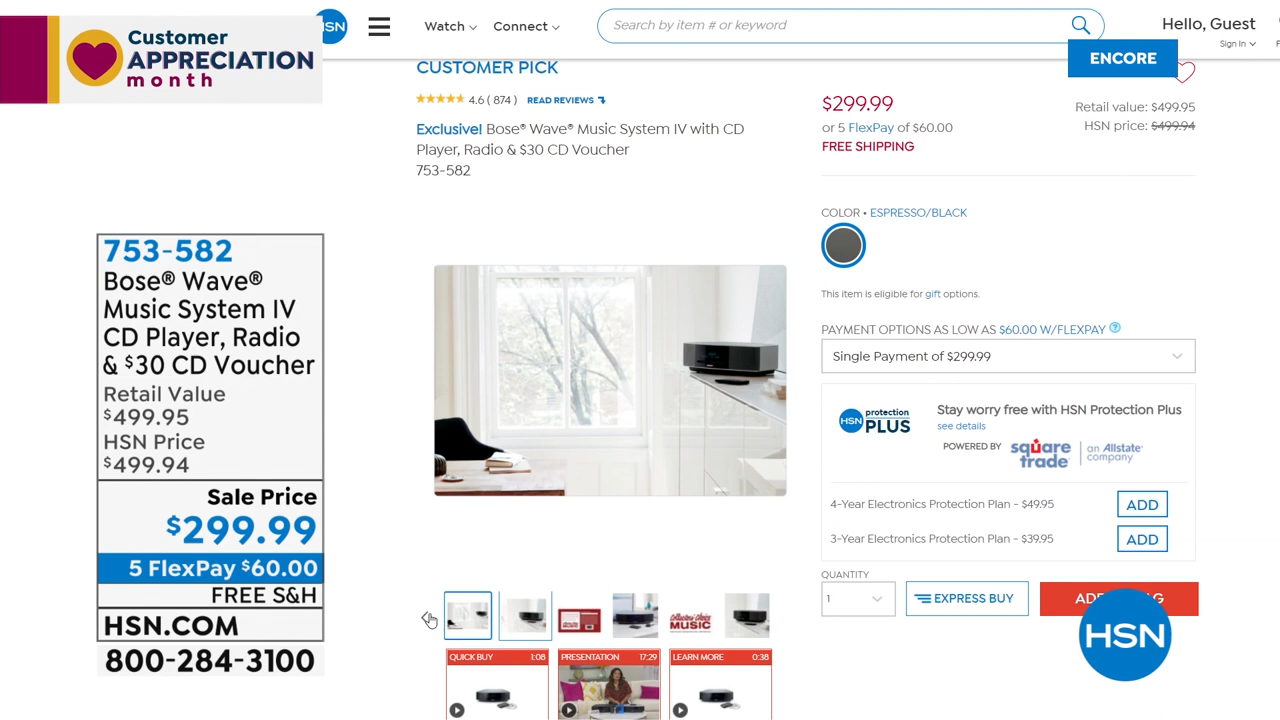 Customer
APPRECIATION
month
HSN
Watch
Connect
Search by item # or keyword
Hello, Guest
Sign In
ENCORE
CUSTOMER PICK
4.6 ( 874 ) READ REVIEWS
Exclusive! Bose® Wave® Music System IV with CD
Player, Radio & $30 CD Voucher
753-582
$299.99
or 5 FlexPay of $60.00
FREE SHIPPING
Retail value: $499.95
HSN price: $499.94
COLOR • ESPRESSO/BLACK
This item is eligible for gift options.
PAYMENT OPTIONS AS LOW AS $60.00 W/FLEXPAY ?
Single Payment of $299.99
HSN protection PLUS
Stay worry free with HSN Protection Plus
see details
POWERED BY square trade an Allstate company
4-Year Electronics Protection Plan - $49.95 ADD
3-Year Electronics Protection Plan - $39.95 ADD
QUANTITY
1
EXPRESS BUY
HSN
753-582
Bose® Wave®
Music System IV
CD Player, Radio
& $30 CD Voucher
Retail Value
$499.95
HSN Price
$499.94
Sale Price
$299.99
5 FlexPay $60.00
FREE S&H
HSN.COM
800-284-3100
collectors' choice
MUSIC
QUICK BUY 1:08
PRESENTATION 17:29
LEARN MORE 0:38